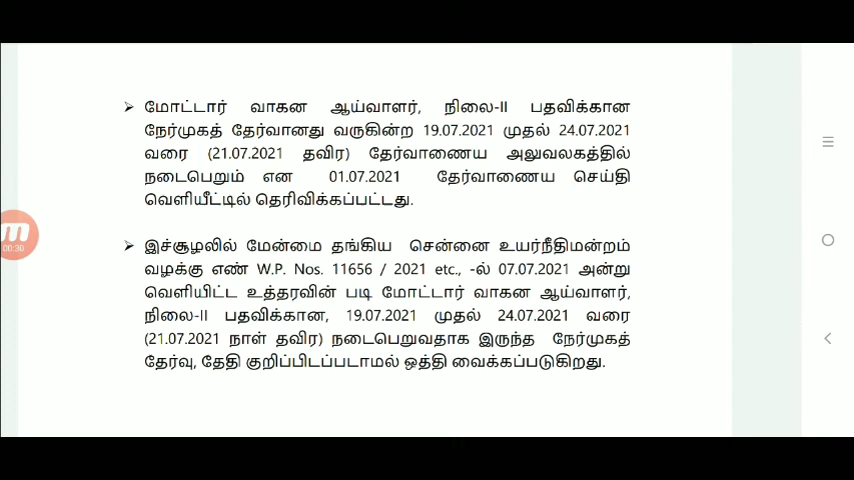 ➢ மோட்டார் வாகன ஆய்வாளர், நிலை-II பதவிக்கான
நேர்முகத் தேர்வானது வருகின்ற 19.07.2021 முதல் 24.07.2021
வரை (21.07.2021 தவிர) தேர்வாணைய அலுவலகத்தில்
நடைபெறும் என 01.07.2021 தேர்வாணைய செய்தி
வெளியீட்டில் தெரிவிக்கப்பட்டது.
➢ இச்சூழலில் மேன்மை தங்கிய சென்னை உயர்நீதிமன்றம்
வழக்கு எண் W.P. Nos. 11656 / 2021 etc., -ல் 07.07.2021 அன்று
வெளியிட்ட உத்தரவின் படி மோட்டார் வாகன ஆய்வாளர்,
நிலை-II பதவிக்கான, 19.07.2021 முதல் 24.07.2021 வரை
(21.07.2021 நாள் தவிர) நடைபெறுவதாக இருந்த நேர்முகத்
தேர்வு, தேதி குறிப்பிடப்படாமல் ஒத்தி வைக்கப்படுகிறது.
00:30